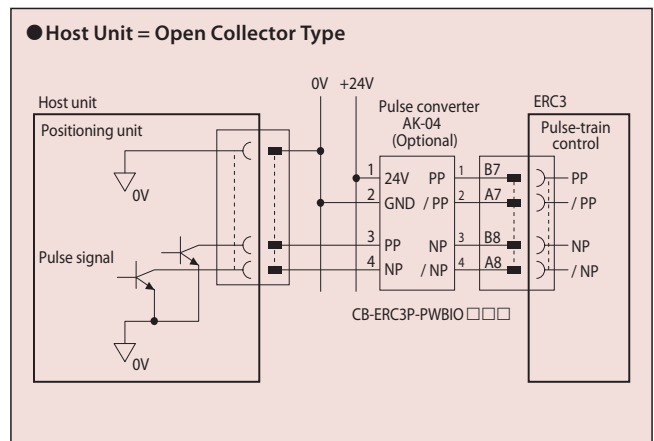 ●Host Unit = Open Collector Type
0V +24V
Host unit
Pulse converter
AK-04
(Optional)
ERC3
Positioning unit
Pulse-train
control
0V
1 24V PP 1 B7 PP
2 GND / PP 2 A7 / PP
Pulse signal
3 PP NP 3 B8 NP
4 NP / NP 4 A8 / NP
CB-ERC3P-PWBIO□□□
0V